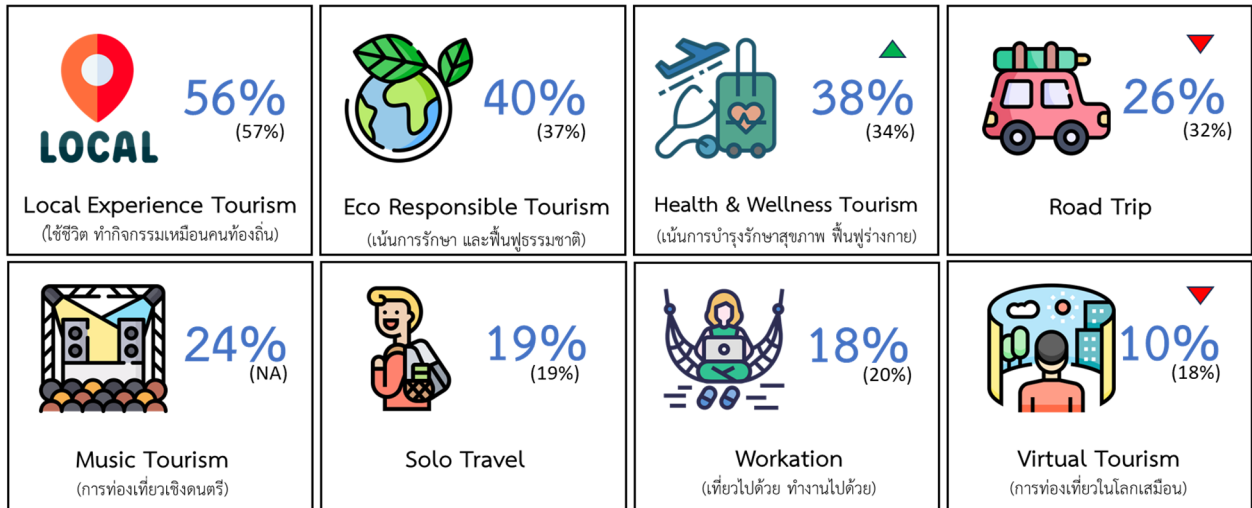 LOCAL
56%
(57%)
Local Experience Tourism
(ใช้ชีวิต ทำกิจกรรมเหมือนคนท้องถิ่น)
40%
(37%)
Eco Responsible Tourism
(เน้นการรักษา และฟื้นฟูธรรมชาติ)
38%
(34%)
Health & Wellness Tourism
(เน้นการบำรุงรักษาสุขภาพ ฟื้นฟูร่างกาย)
26%
(32%)
Road Trip
24%
(NA)
Music Tourism
(การท่องเที่ยวเชิงดนตรี)
19%
(19%)
Solo Travel
18%
(20%)
Workation
(เที่ยวไปด้วย ทำงานไปด้วย)
10%
(18%)
Virtual Tourism
(การท่องเที่ยวในโลกเสมือน)